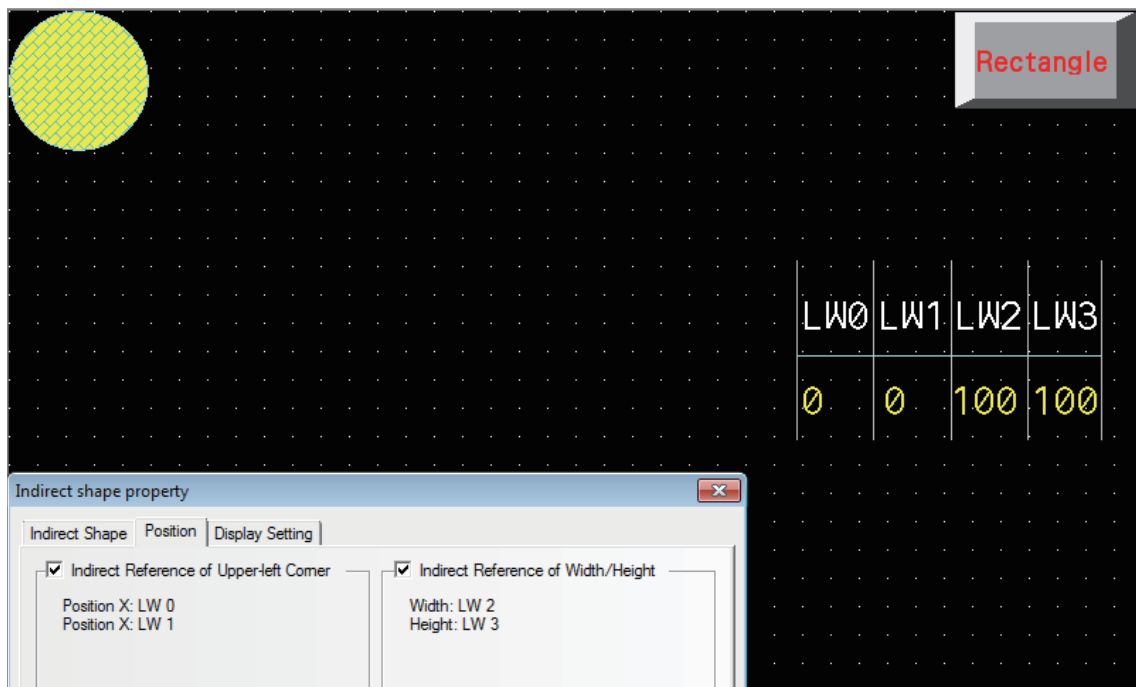 Rectangle
LW0 LW1 LW2 LW3
0 0 100 100
Indirect shape property
Indirect Shape Position Display Setting
Indirect Reference of Upper-left Corner
Position X: LW 0
Position X: LW 1
Indirect Reference of Width/Height
Width: LW 2
Height: LW 3